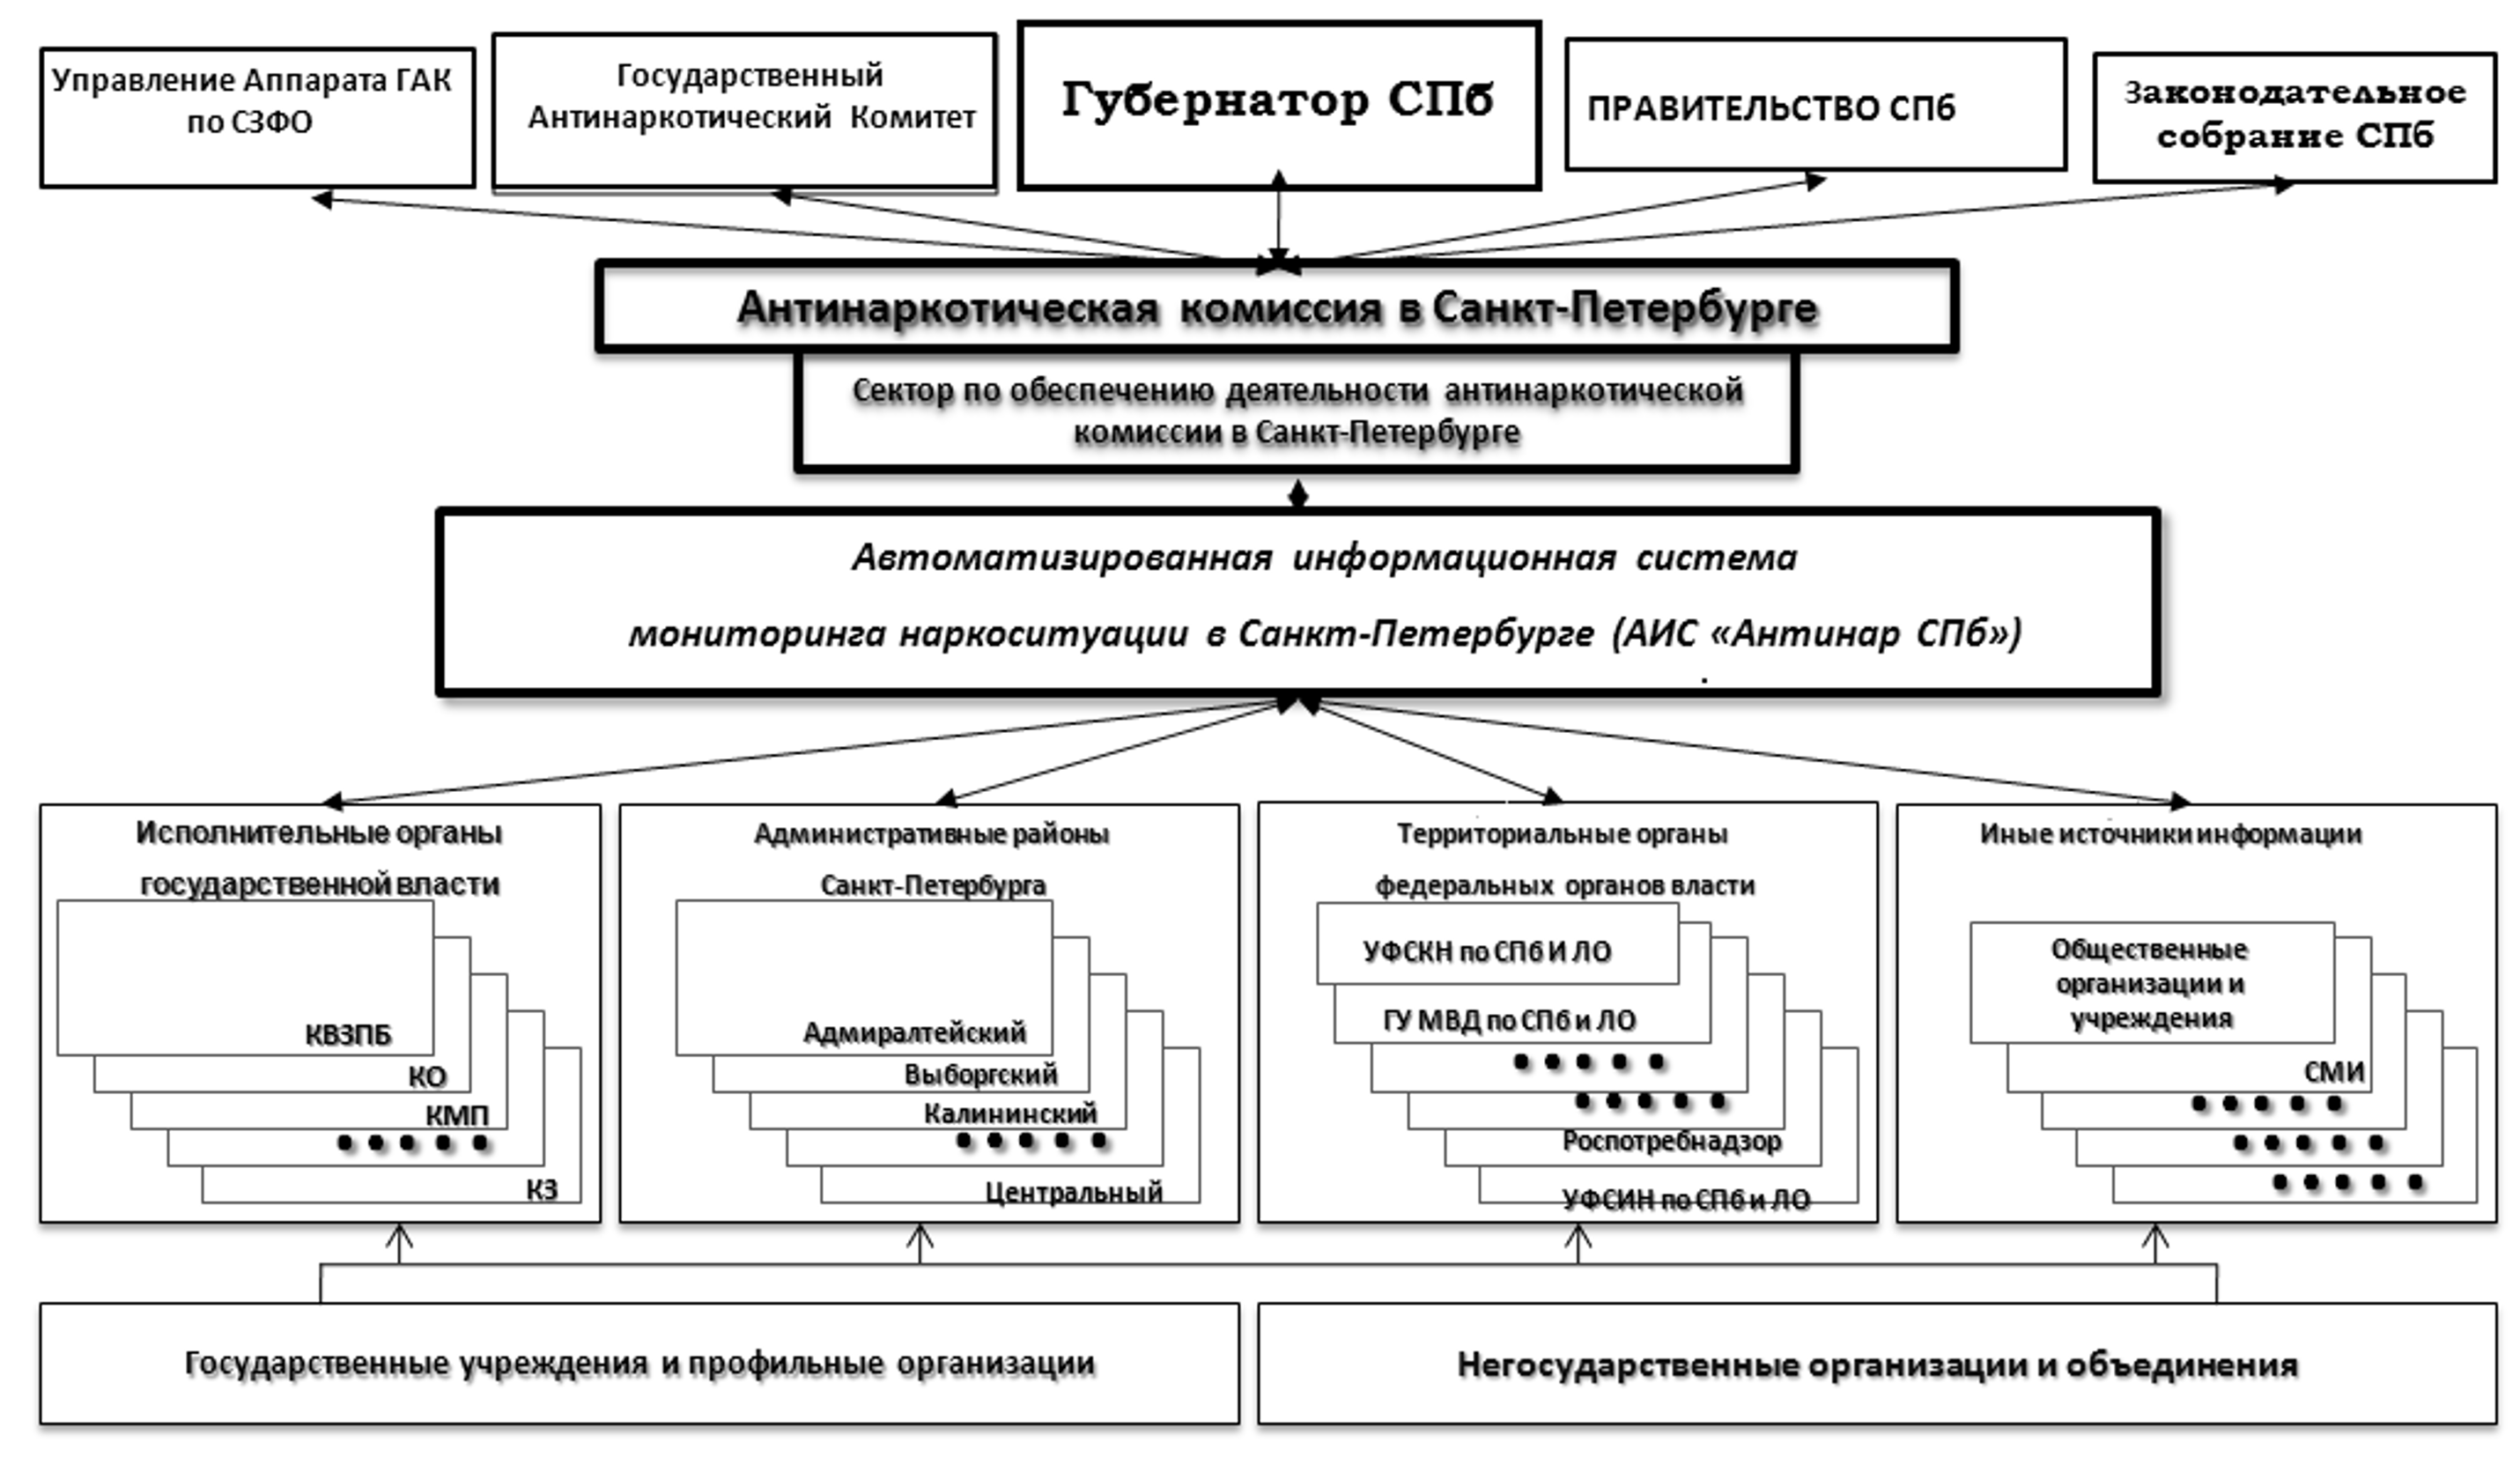 Управление Аппарата ГАК
по СЗФО
Государственный
Антинаркотический Комитет
Губернатор СПб
ПРАВИТЕЛЬСТВО СПб
Законодательное
собрание СПб
Антинаркотическая комиссия в Санкт-Петербурге
Сектор по обеспечению деятельности антинаркотической
комиссии в Санкт-Петербурге
Автоматизированная информационная система
мониторинга наркоситуации в Санкт-Петербурге (АИС «Антинар СПб»)
.
Исполнительные органы
государственной власти
КВЗПБ
КО
КМП
• • • • •
КЗ
Административные районы
Санкт-Петербурга
Адмиралтейский
Выборгский
Калининский
• • • • •
Центральный
Территориальные органы
федеральных органов власти
УФСКН по СПб И ЛО
ГУ МВД по СПб и ЛО
• • • • •
• • • • •
Роспотребнадзор
УФСИН по СПб и ЛО
Иные источники информации
Общественные
организации и
учреждения
СМИ
• • • • •
• • • • •
• • • • •
Государственные учреждения и профильные организации
Негосударственные организации и объединения